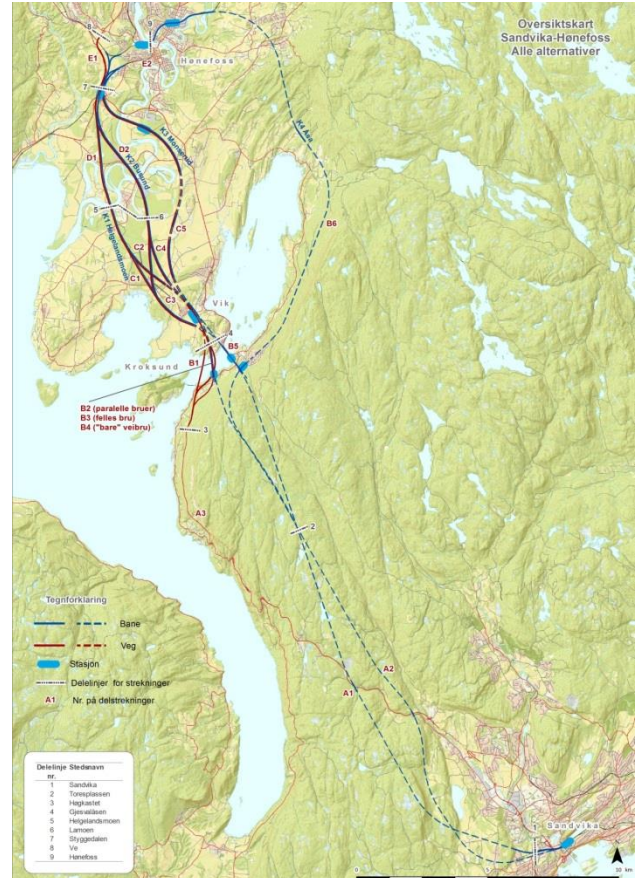 Oversiktskart
Sandvika-Hønefoss
Alle alternativer
8
9
E1
E2
Hønefoss
7
K4 Åsa
K3 Monserud
D2
D1
K2 Busund
B6
5
6
K1 Helgelandsmoen
C5
C2
C4
C1
C3
Vik
4
B5
B1
Kroksund
B2 (paralelle bruer)
B3 (felles bru)
B4 ("bare" veibru)
3
A3
2
Tegnforklaring
Bane
Veg
Stasjon
Delelinjer for strekninger
A1 Nr. på delstrekninger
A2
A1
Delelinje Stedsnavn
nr.
1 Sandvika
2 Toresplassen
3 Høgkastet
4 Gjesvalåsen
5 Helgelandsmoen
6 Lamoen
7 Styggedalen
8 Ve
9 Hønefoss
Sandvika
0 5 10 km